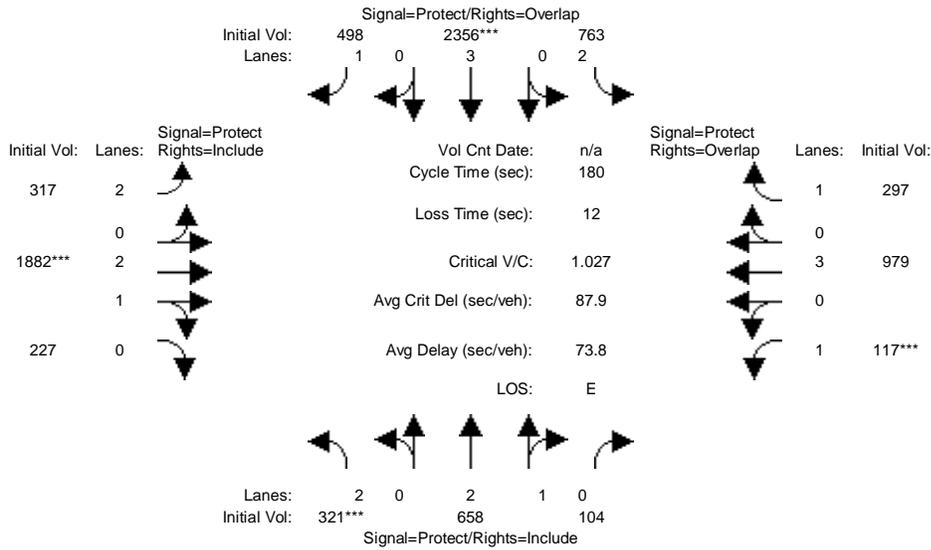 Signal=Protect/Rights=Overlap
Initial Vol: 498 2356*** 763
Lanes: 1 0 3 0 2
Signal=Protect
Rights=Include
Initial Vol: Lanes:
317 2
0
1882*** 2
1
227 0
Vol Cnt Date: n/a
Cycle Time (sec): 180
Loss Time (sec): 12
Critical V/C: 1.027
Avg Crit Del (sec/veh): 87.9
Avg Delay (sec/veh): 73.8
LOS: E
Signal=Protect
Rights=Overlap
Lanes: Initial Vol:
1 297
0
3 979
0
1 117***
Lanes: 2 0 2 1 0
Initial Vol: 321*** 658 104
Signal=Protect/Rights=Include